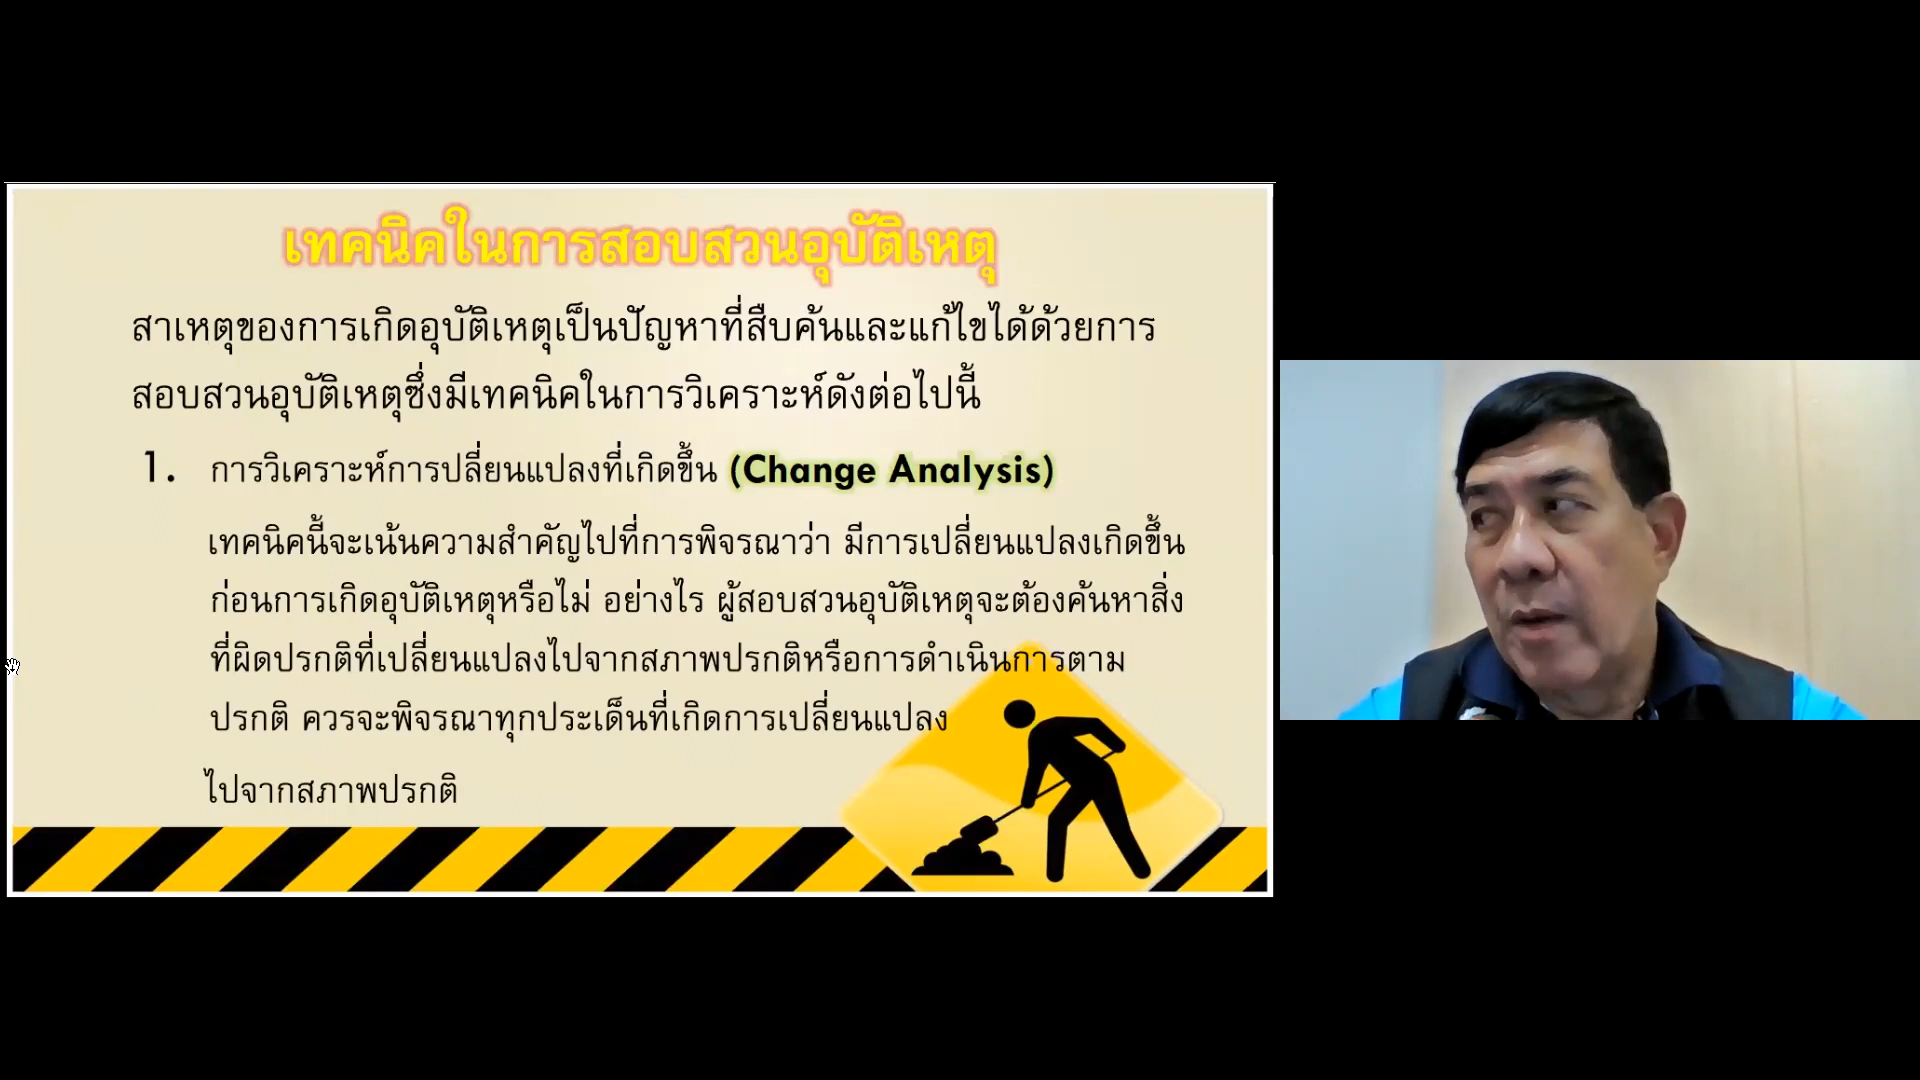 เทคนิคในการสอบสวนอุบัติเหตุ
สาเหตุของการเกิดอุบัติเหตุเป็นปัญหาที่สืบค้นและแก้ไขได้ด้วยการ
สอบสวนอุบัติเหตุซึ่งมีเทคนิคในการวิเคราะห์ดังต่อไปนี้
1. การวิเคราะห์การปลี่ยนแปลงที่เกิดขึ้น (Change Analysis)
เทคนิคนี้จะเน้นความสำคัญไปที่การพิจรณาว่า มีการเปลี่ยนแปลงเกิดขึ้น
ก่อนการเกิดอุบัติเหตุหรือไม่ อย่างไร ผู้สอบสวนอุบัติเหตุจะต้องค้นหาสิ่ง
ที่ผิดปรกติที่เปลี่ยนแปลงไปจากสภาพปรกติหรือการดำเนินการตาม
ปรกติ ควรจะพิจรณาทุกประเด็นที่เกิดการเปลี่ยนแปลง
ไปจากสภาพปรกติ